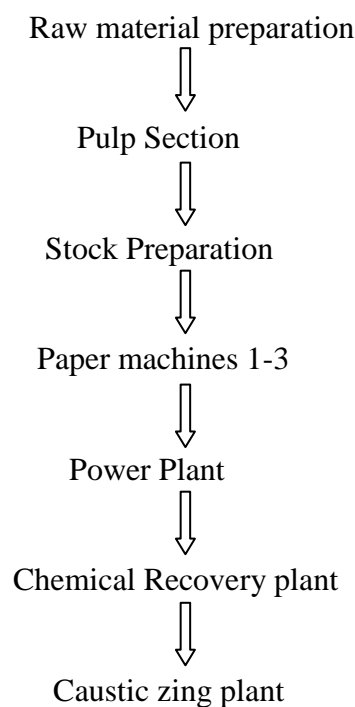 Raw material preparation
Pulp Section
Stock Preparation
Paper machines 1-3
Power Plant
Chemical Recovery plant
Caustic zing plant